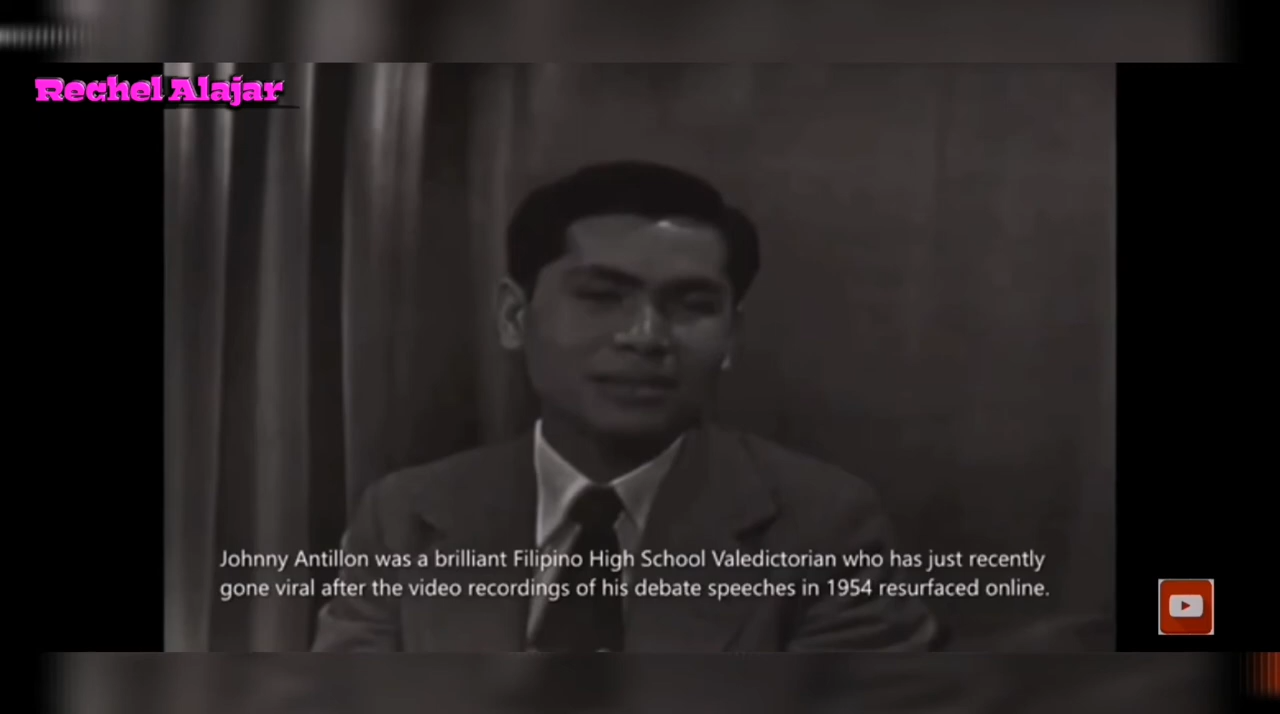 Rechel Alajar
Johnny Antillon was a brilliant Filipino High School Valedictorian who has just recently
gone viral after the video recordings of his debate speeches in 1954 resurfaced online.